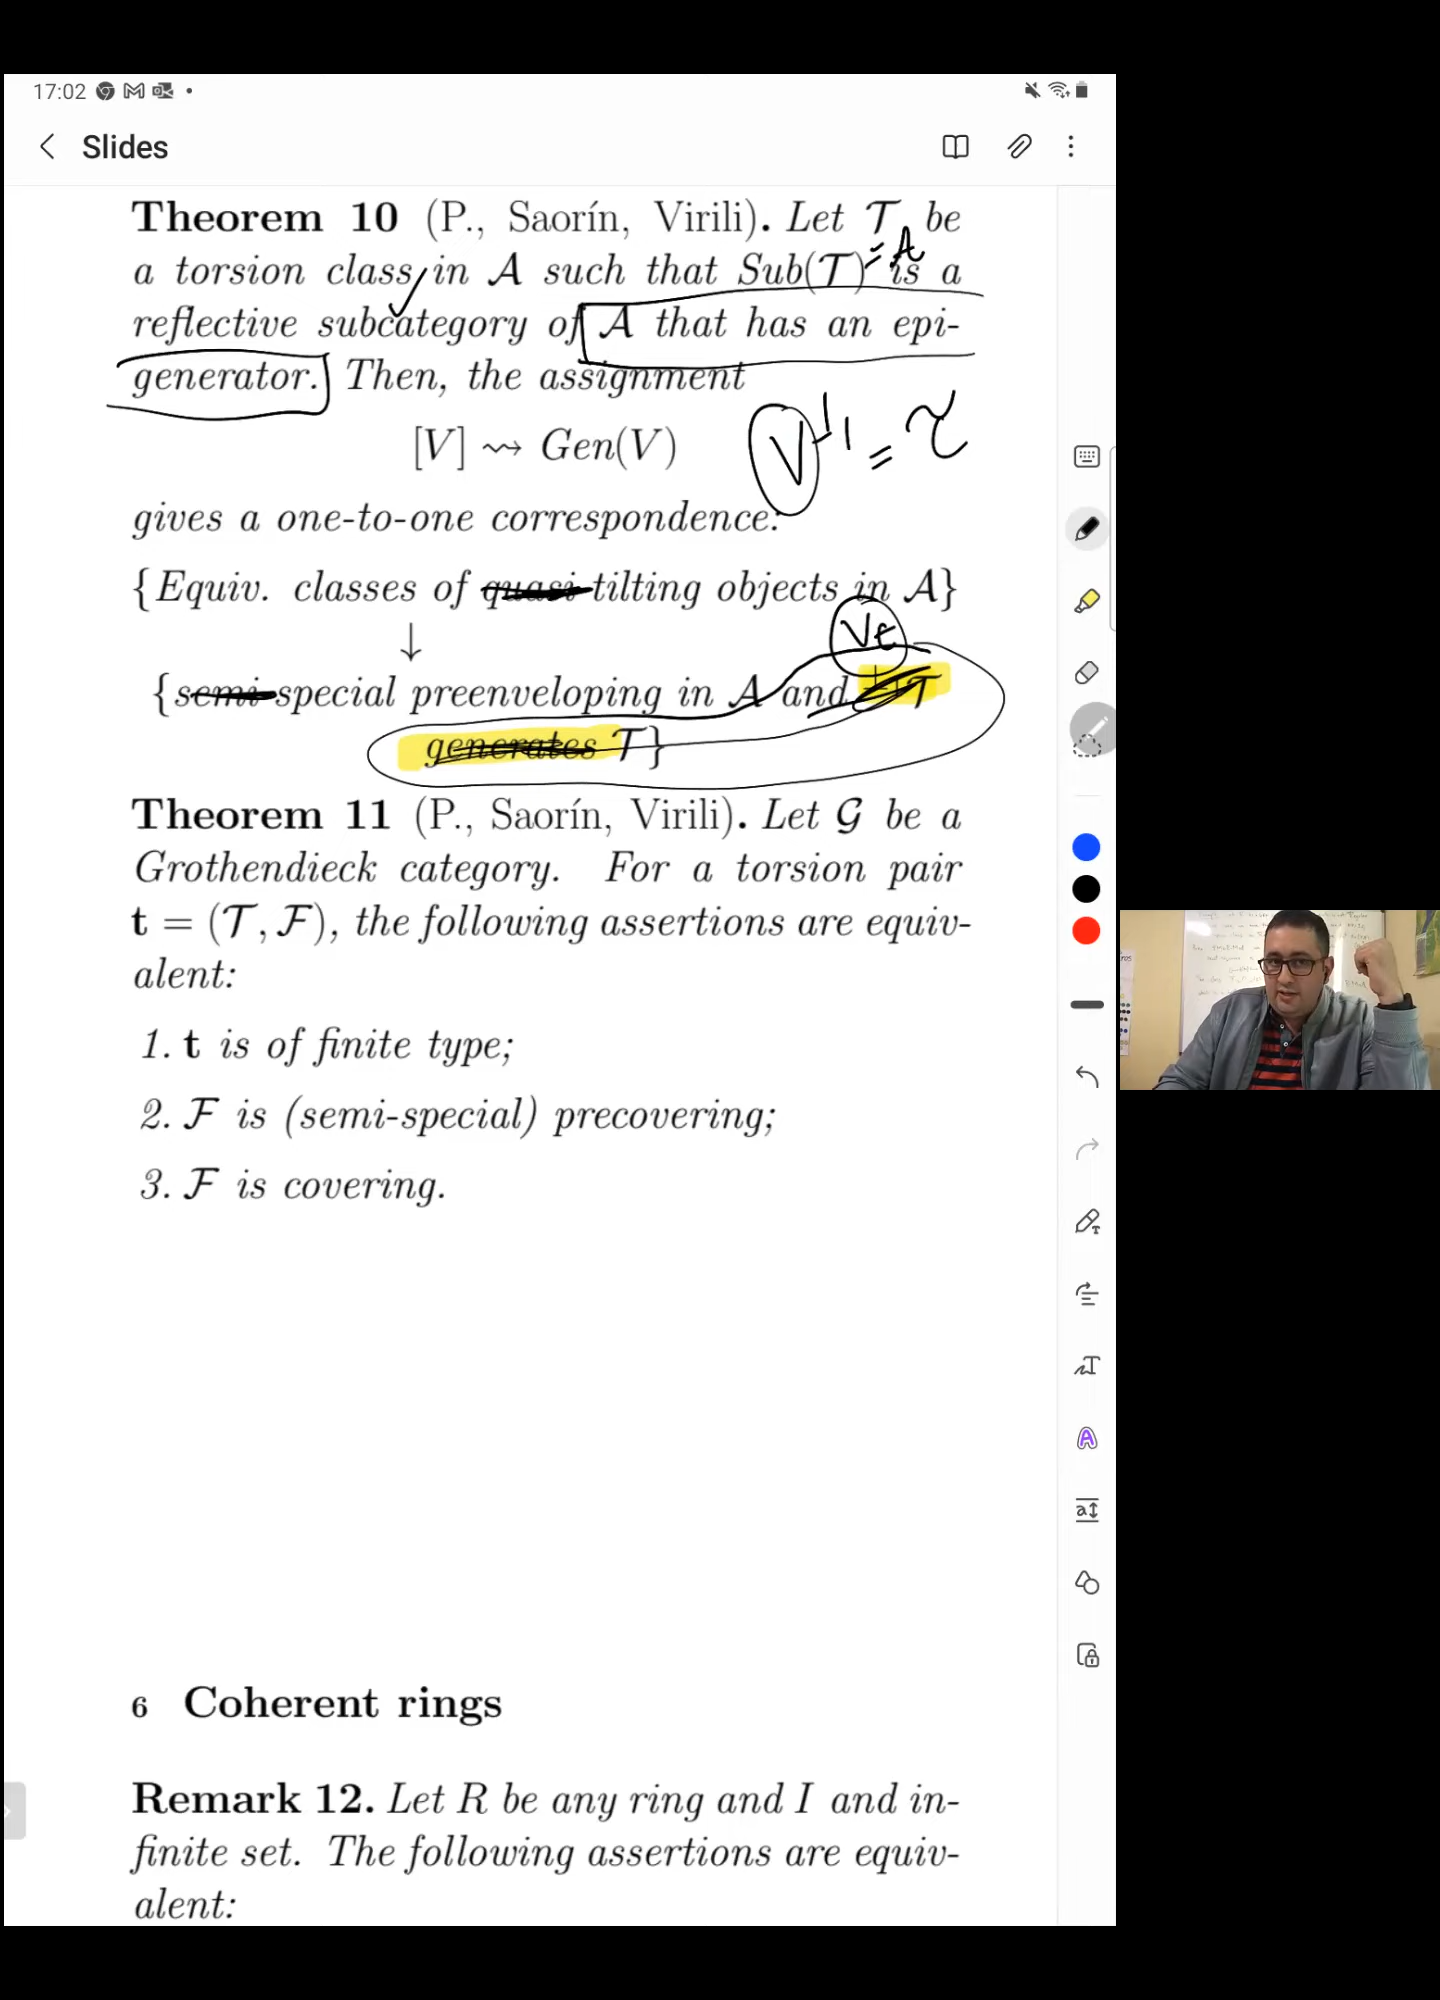 17:02
Slides
Theorem 10 (P., Saorín, Virili). Let 𝒯 be
a torsion class in 𝒜 such that Sub(𝒯) = A is a
reflective subcategory of 𝒜 that has an epi-
generator. Then, the assignment
[V] ⇝ Gen(V)
V^⊥1 = τ
gives a one-to-one correspondence:
{Equiv. classes of quasi-tilting objects in 𝒜}
↓
Vt
{semi-special preenveloping in 𝒜 and
generates 𝒯}
Theorem 11 (P., Saorín, Virili). Let 𝒢 be a
Grothendieck category. For a torsion pair
t = (𝒯, ℱ), the following assertions are equiv-
alent:
1. t is of finite type;
2. ℱ is (semi-special) precovering;
3. ℱ is covering.
6 Coherent rings
Remark 12. Let R be any ring and I and in-
finite set. The following assertions are equiv-
alent: